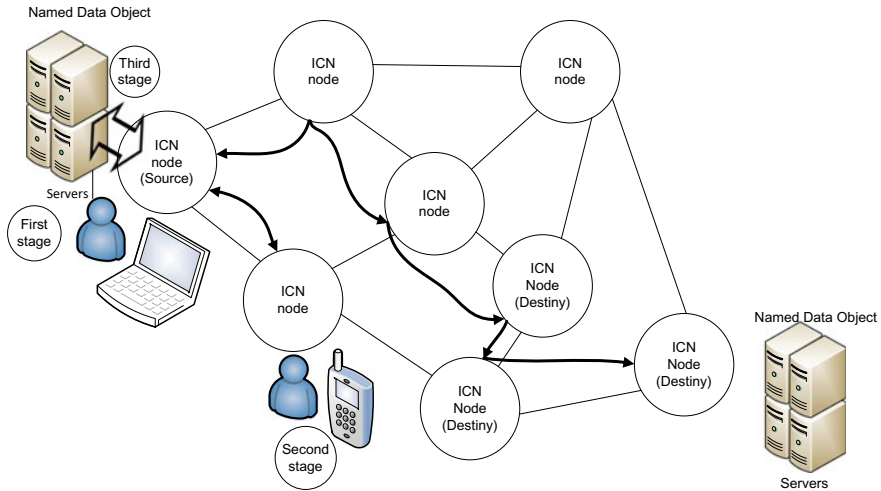 Named Data Object
Third
stage
ICN
node
ICN
node
ICN
node
(Source)
Servers
First
stage
ICN
node
ICN
node
ICN
Node
(Destiny)
Named Data Object
ICN
Node
(Destiny)
ICN
Node
(Destiny)
Second
stage
Servers